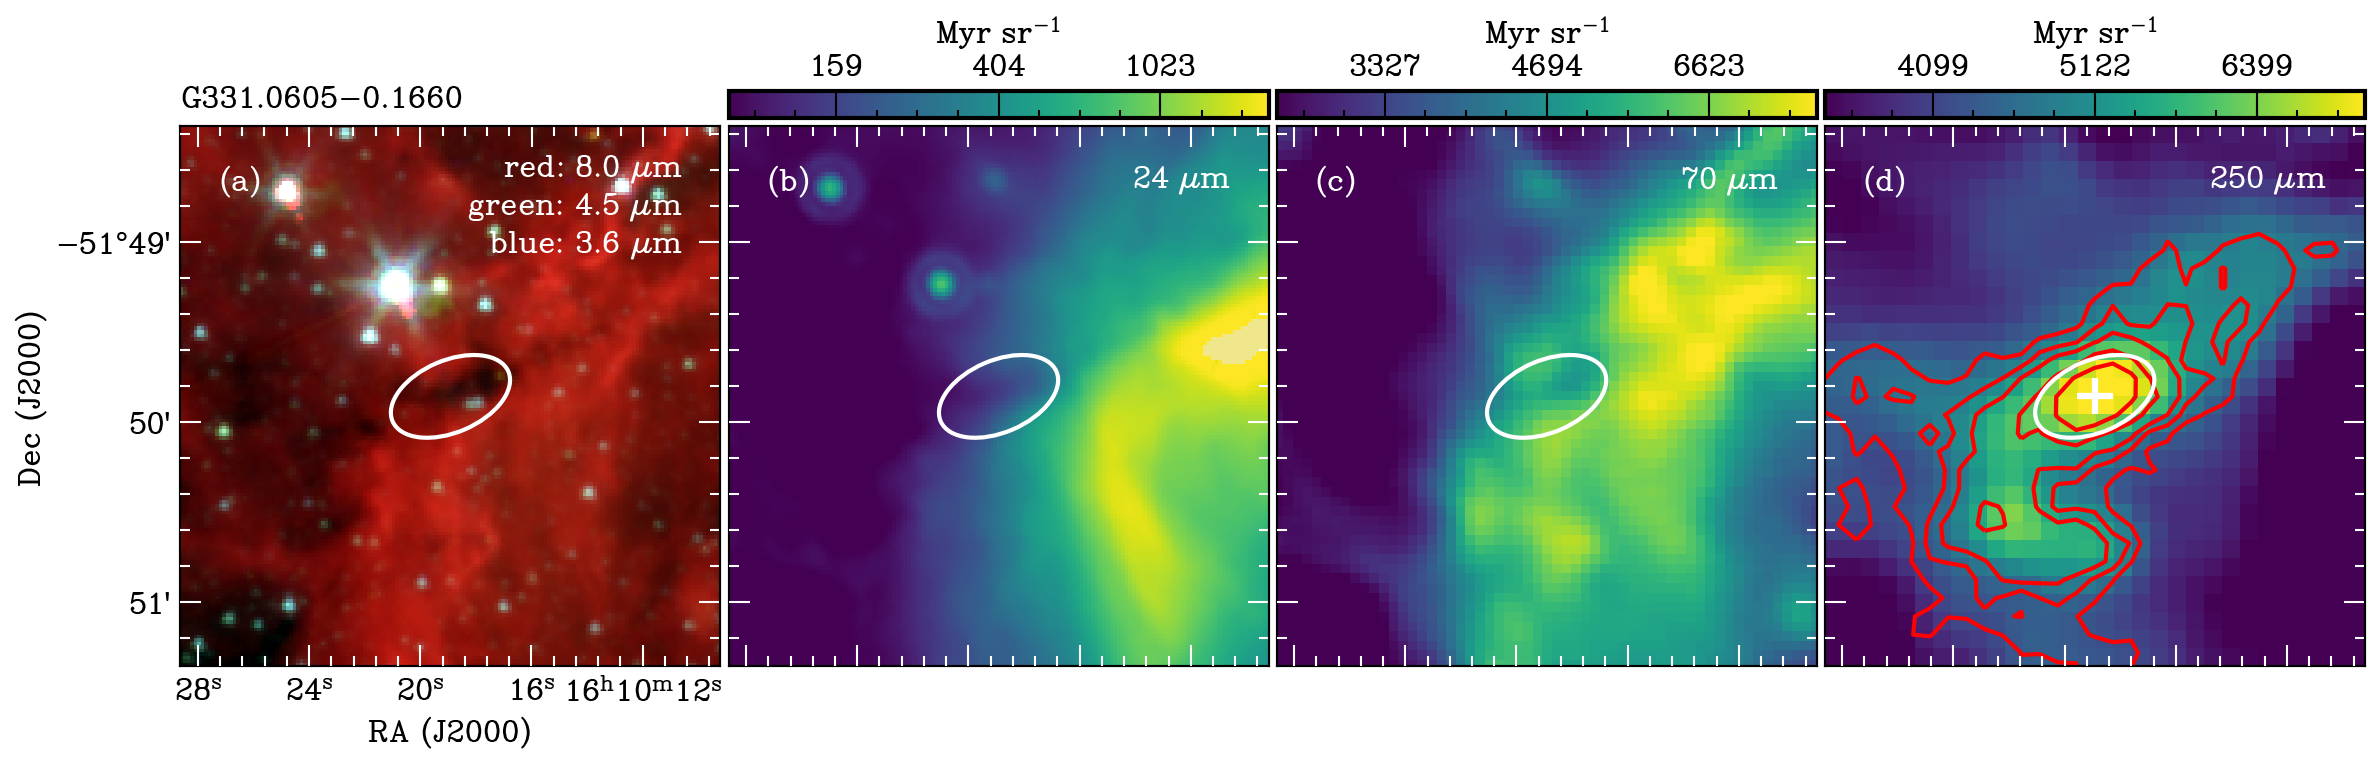 G331.0605−0.1660
(a)
red: 8.0 μm
green: 4.5 μm
blue: 3.6 μm
−51°49'
50'
51'
Dec (J2000)
28ˢ 24ˢ 20ˢ 16ˢ 16ʰ10ᵐ12ˢ
RA (J2000)
Myr sr⁻¹
159 404 1023
(b)
24 μm
Myr sr⁻¹
3327 4694 6623
(c)
70 μm
Myr sr⁻¹
4099 5122 6399
(d)
250 μm